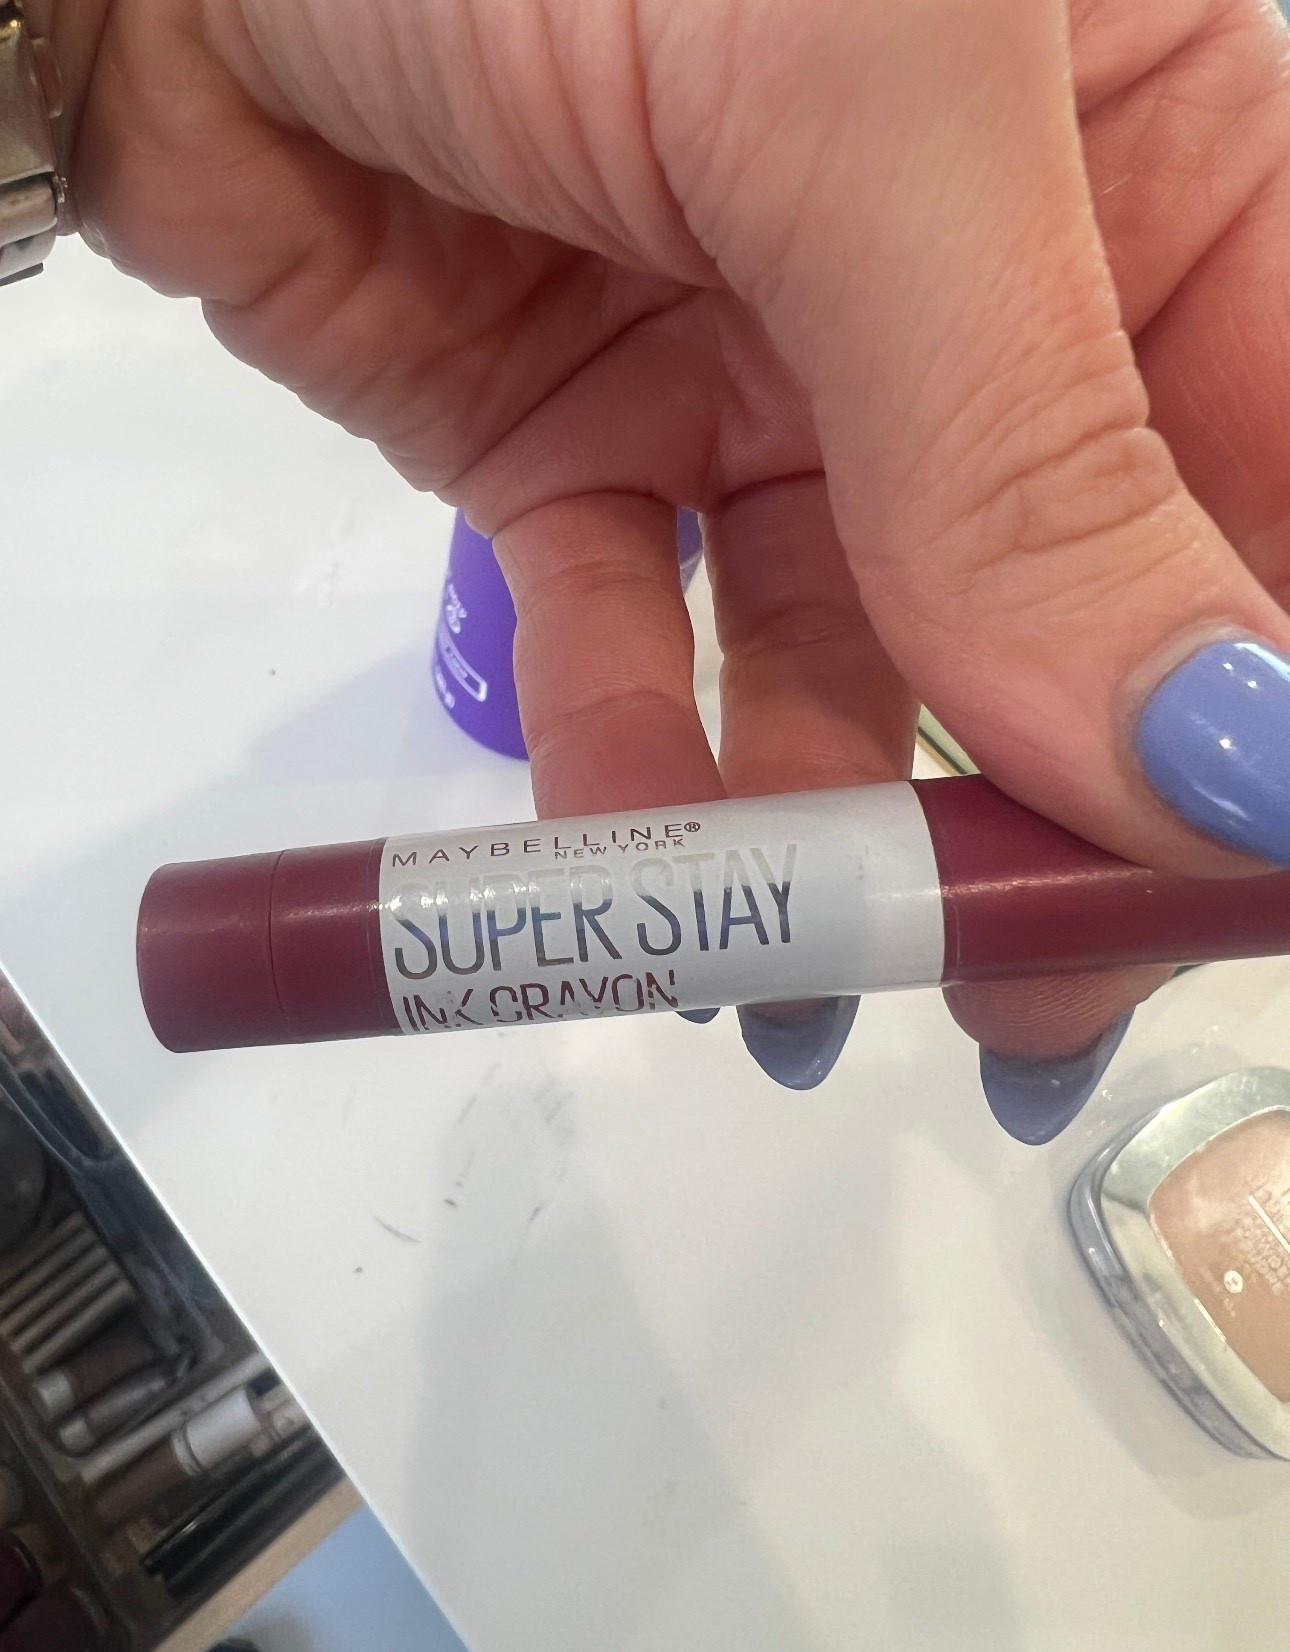 MAYBELLINE®
NEW YORK
SUPER STAY
INK CRAYON